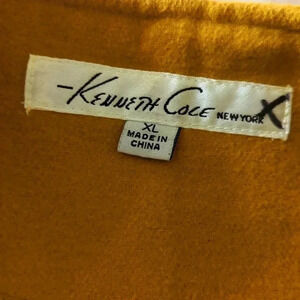 Kenneth Cole NEW YORK X
XL
MADE IN
CHINA